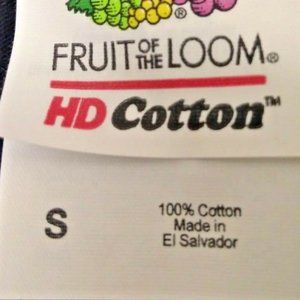 ®
FRUIT OF THE LOOM®
HD Cotton™
S
100% Cotton
Made in
El Salvador